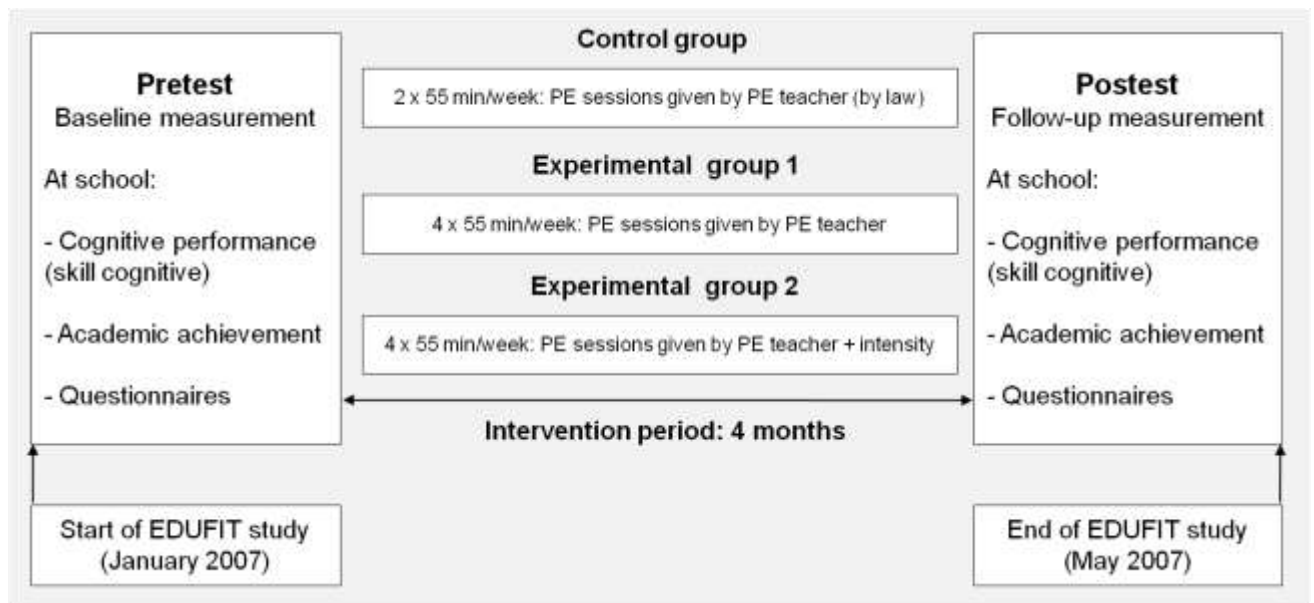 Pretest
Baseline measurement
At school:
- Cognitive performance
(skill cognitive)
- Academic achievement
- Questionnaires
Control group
2 x 55 min/week: PE sessions given by PE teacher (by law)
Experimental group 1
4 x 55 min/week: PE sessions given by PE teacher
Experimental group 2
4 x 55 min/week: PE sessions given by PE teacher + intensity
Intervention period: 4 months
Postest
Follow-up measurement
At school:
- Cognitive performance
(skill cognitive)
- Academic achievement
- Questionnaires
Start of EDUFIT study
(January 2007)
End of EDUFIT study
(May 2007)